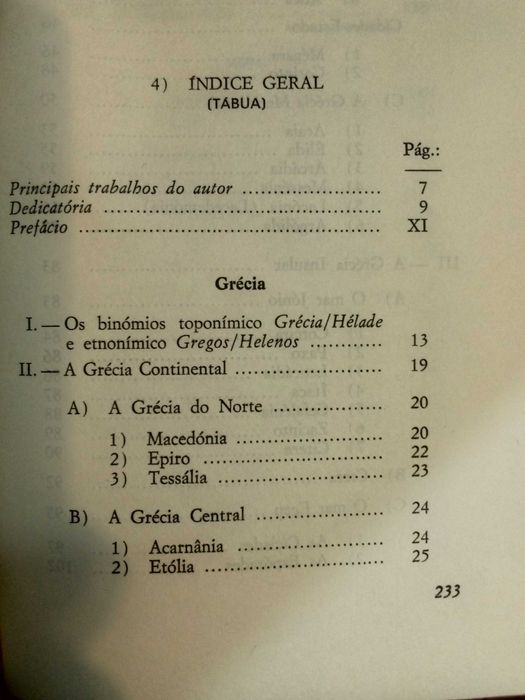 4) ÍNDICE GERAL
(TÁBUA)
Pág.:
Principais trabalhos do autor .......................... 7
Dedicatória .................................................. 9
Prefácio ...................................................... XI
Grécia
I. — Os binómios toponímico Grécia/Hélade
e etnonímico Gregos/Helenos ............ 13
II. — A Grécia Continental ........................ 19
A) A Grécia do Norte .................... 20
1) Macedónia ........................ 20
2) Epiro ............................... 22
3) Tessália ............................ 23
B) A Grécia Central ..................... 24
1) Acarnânia ......................... 24
2) Etólia ............................... 25
233